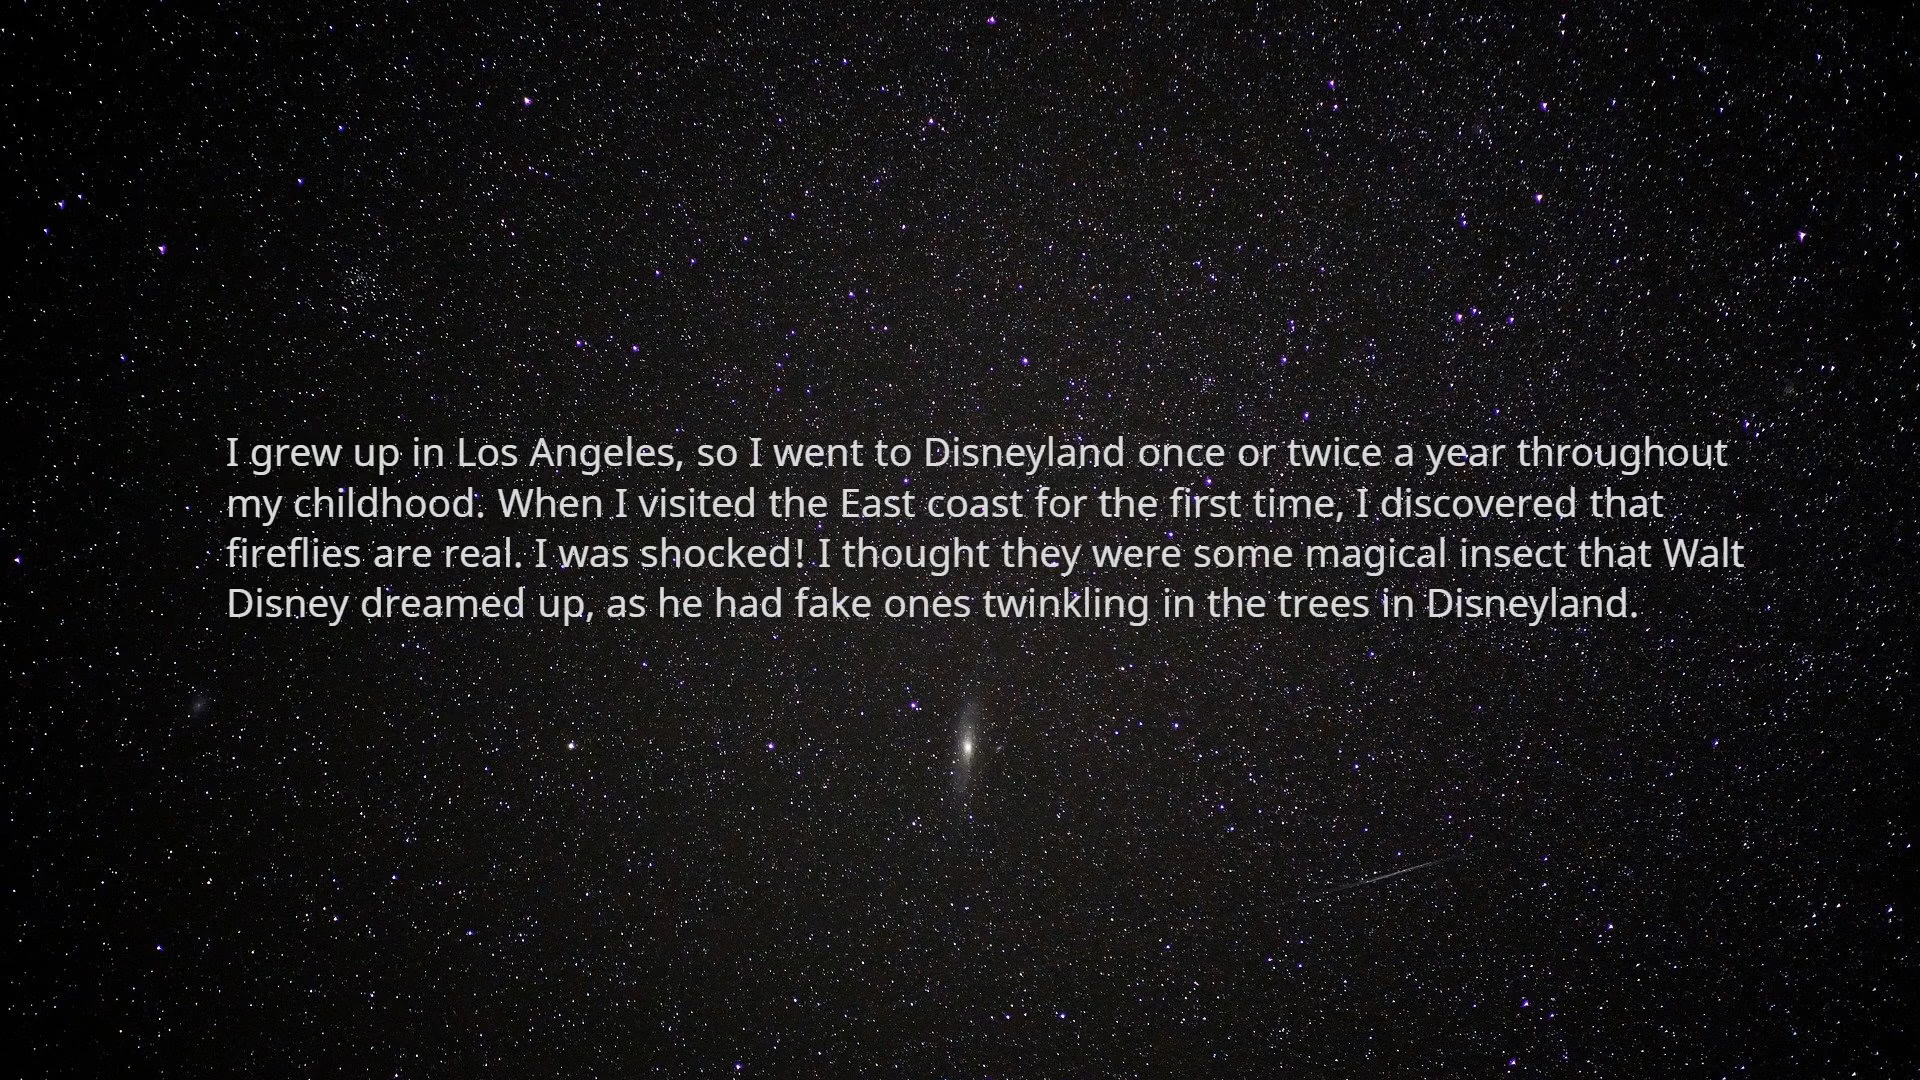 I grew up in Los Angeles, so I went to Disneyland once or twice a year throughout
my childhood. When I visited the East coast for the first time, I discovered that
fireflies are real. I was shocked! I thought they were some magical insect that Walt
Disney dreamed up, as he had fake ones twinkling in the trees in Disneyland.